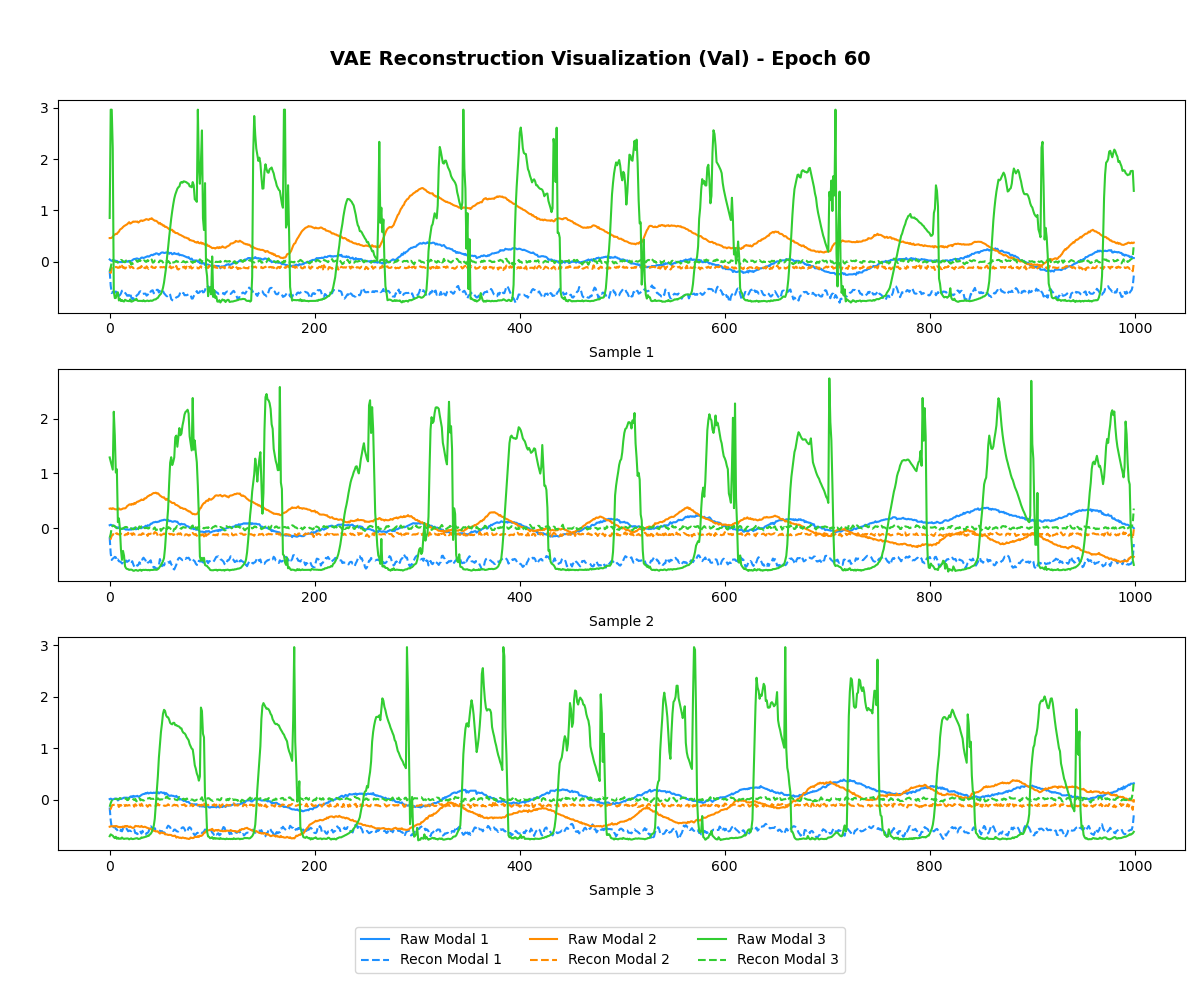 VAE Reconstruction Visualization (Val) - Epoch 60
3
2
1
0
0 200 400 600 800 1000
Sample 1
2
1
0
0 200 400 600 800 1000
Sample 2
3
2
1
0
0 200 400 600 800 1000
Sample 3
Raw Modal 1 Raw Modal 2 Raw Modal 3
Recon Modal 1 Recon Modal 2 Recon Modal 3